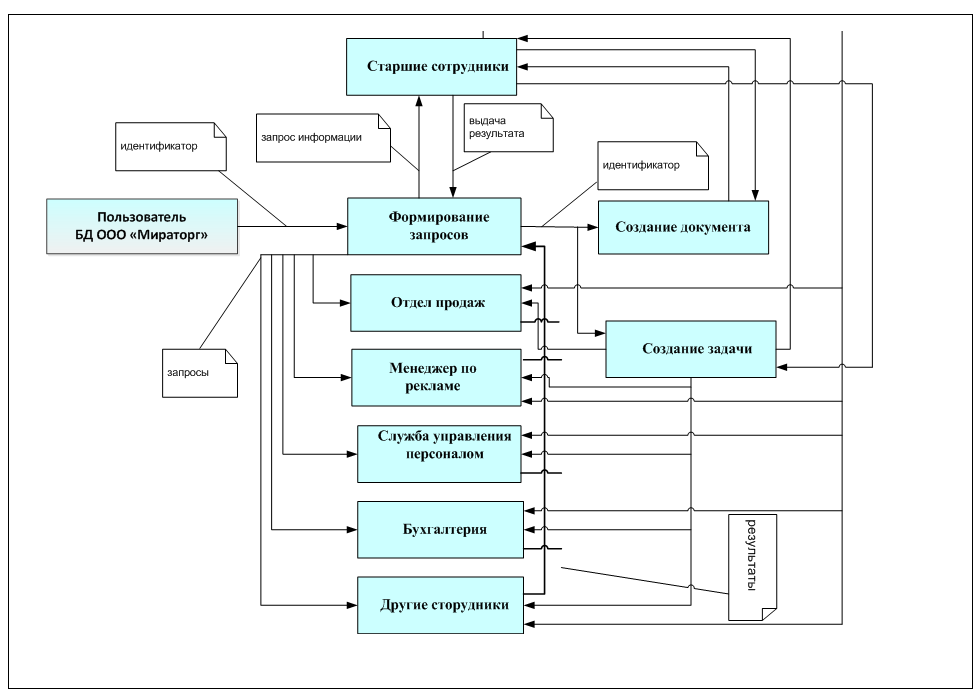 Старшие сотрудники
идентификатор
запрос информации
выдача
результата
идентификатор
Пользователь
БД ООО «Мираторг»
Формирование
запросов
Создание документа
Отдел продаж
Создание задачи
запросы
Менеджер по
рекламе
Служба управления
персоналом
Бухгалтерия
результаты
Другие сторудники